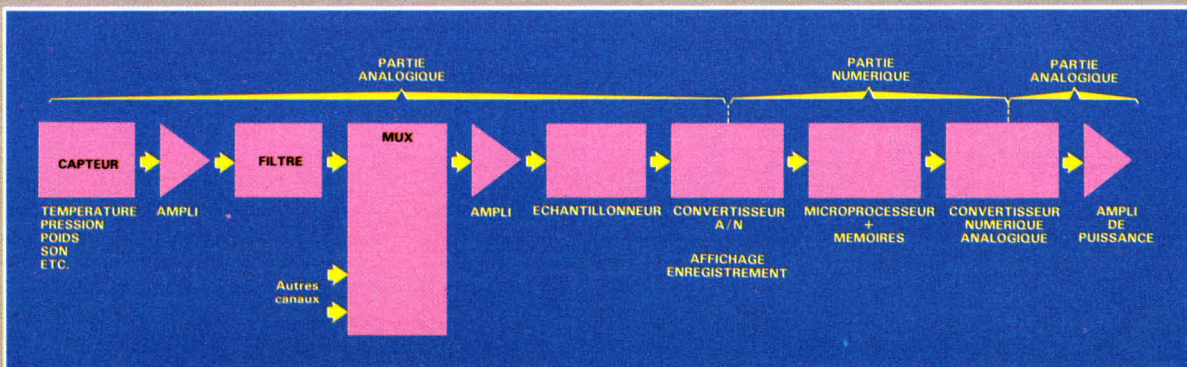 PARTIE
ANALOGIQUE
PARTIE
NUMERIQUE
PARTIE
ANALOGIQUE
CAPTEUR
FILTRE
MUX
TEMPERATURE
PRESSION
POIDS
SON
ETC.
AMPLI
Autres
canaux
AMPLI
ECHANTILLONNEUR
CONVERTISSEUR
A/N
AFFICHAGE
ENREGISTREMENT
MICROPROCESSEUR
+
MEMOIRES
CONVERTISSEUR
NUMERIQUE
ANALOGIQUE
AMPLI
DE
PUISSANCE